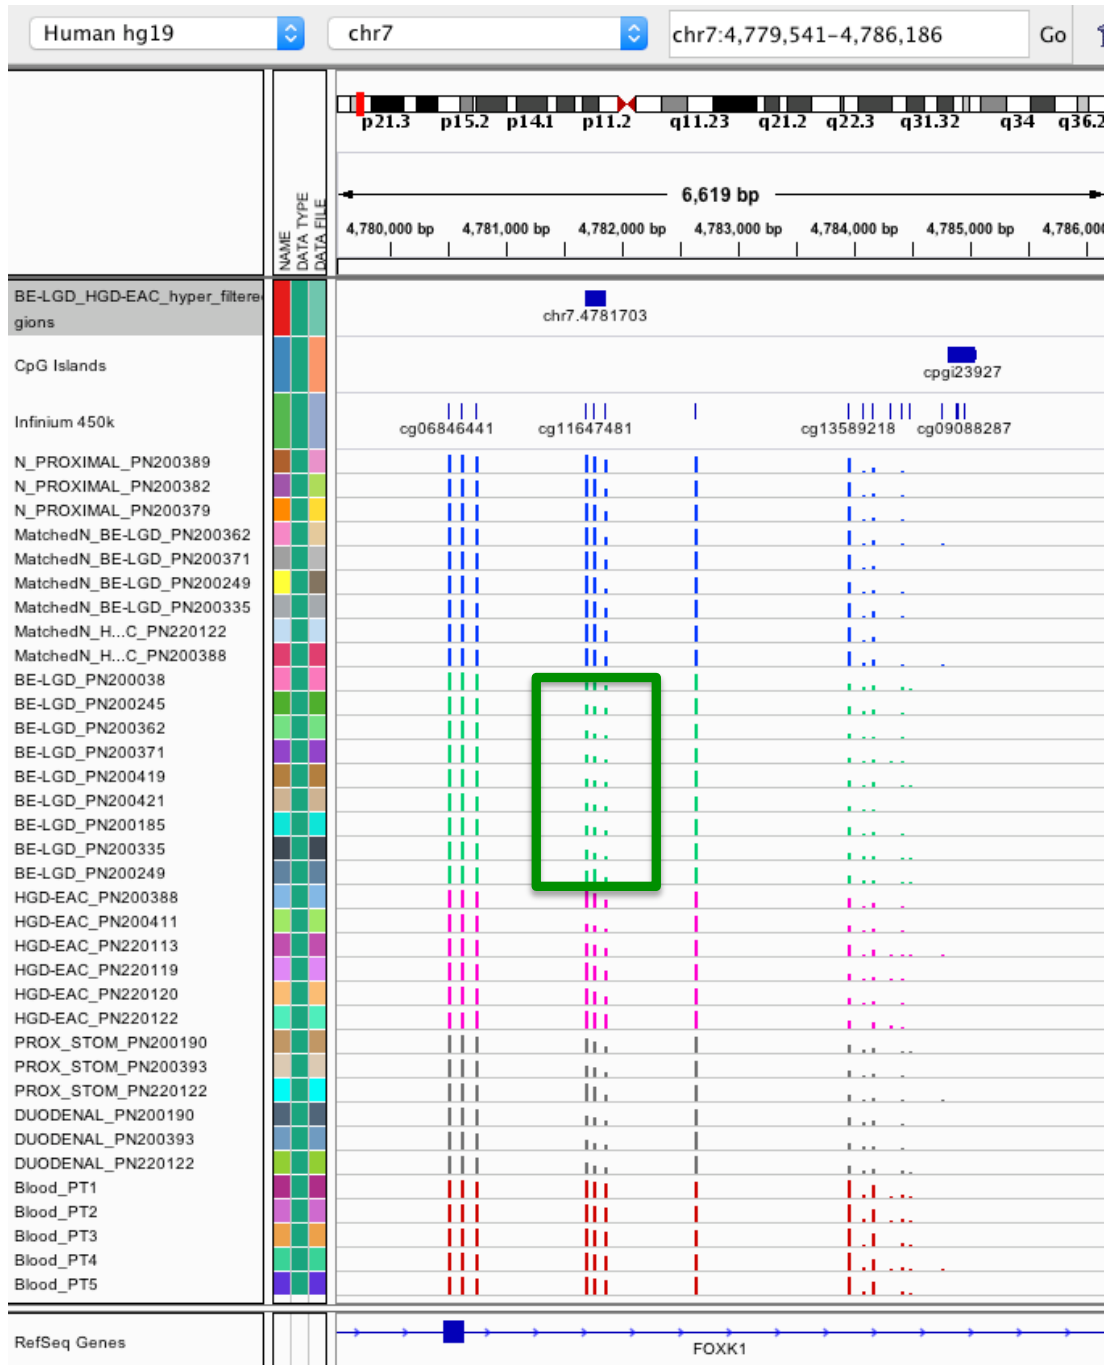 Human hg19 chr7 chr7:4,779,541-4,786,186 Go
p21.3 p15.2 p14.1 p11.2 q11.23 q21.2 q22.3 q31.32 q34 q36.2
6,619 bp
4,780,000 bp 4,781,000 bp 4,782,000 bp 4,783,000 bp 4,784,000 bp 4,785,000 bp 4,786,00
NAME
DATA TYPE
DATA FILE
BE-LGD_HGD-EAC_hyper_filtere
gions
chr7.4781703
CpG Islands
cpgi23927
Infinium 450k
cg06846441 cg11647481 cg13589218 cg09088287
N_PROXIMAL_PN200389
N_PROXIMAL_PN200382
N_PROXIMAL_PN200379
MatchedN_BE-LGD_PN200362
MatchedN_BE-LGD_PN200371
MatchedN_BE-LGD_PN200249
MatchedN_BE-LGD_PN200335
MatchedN_H...C_PN220122
MatchedN_H...C_PN200388
BE-LGD_PN200038
BE-LGD_PN200245
BE-LGD_PN200362
BE-LGD_PN200371
BE-LGD_PN200419
BE-LGD_PN200421
BE-LGD_PN200185
BE-LGD_PN200335
BE-LGD_PN200249
HGD-EAC_PN200388
HGD-EAC_PN200411
HGD-EAC_PN220113
HGD-EAC_PN220119
HGD-EAC_PN220120
HGD-EAC_PN220122
PROX_STOM_PN200190
PROX_STOM_PN200393
PROX_STOM_PN220122
DUODENAL_PN200190
DUODENAL_PN200393
DUODENAL_PN220122
Blood_PT1
Blood_PT2
Blood_PT3
Blood_PT4
Blood_PT5
RefSeq Genes
FOXK1